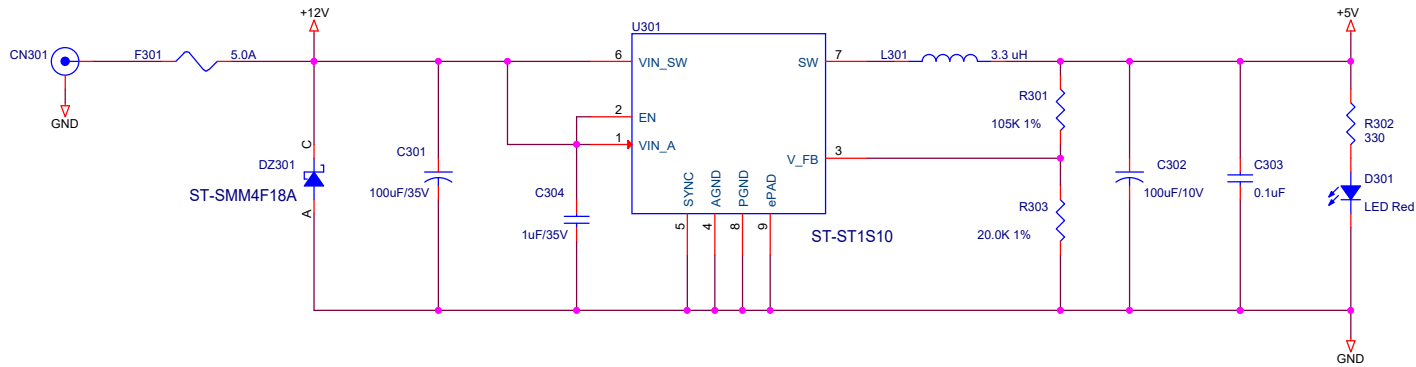 +12V
+5V
U301
CN301
F301
5.0A
6
VIN_SW
7
SW
L301
3.3 uH
2
EN
1
VIN_A
R301
105K 1%
R302
330
GND
C
DZ301
ST-SMM4F18A
A
C301
100uF/35V
C304
1uF/35V
3
V_FB
SYNC
AGND
PGND
ePAD
5
4
8
9
ST-ST1S10
R303
20.0K 1%
C302
100uF/10V
C303
0.1uF
D301
LED Red
GND